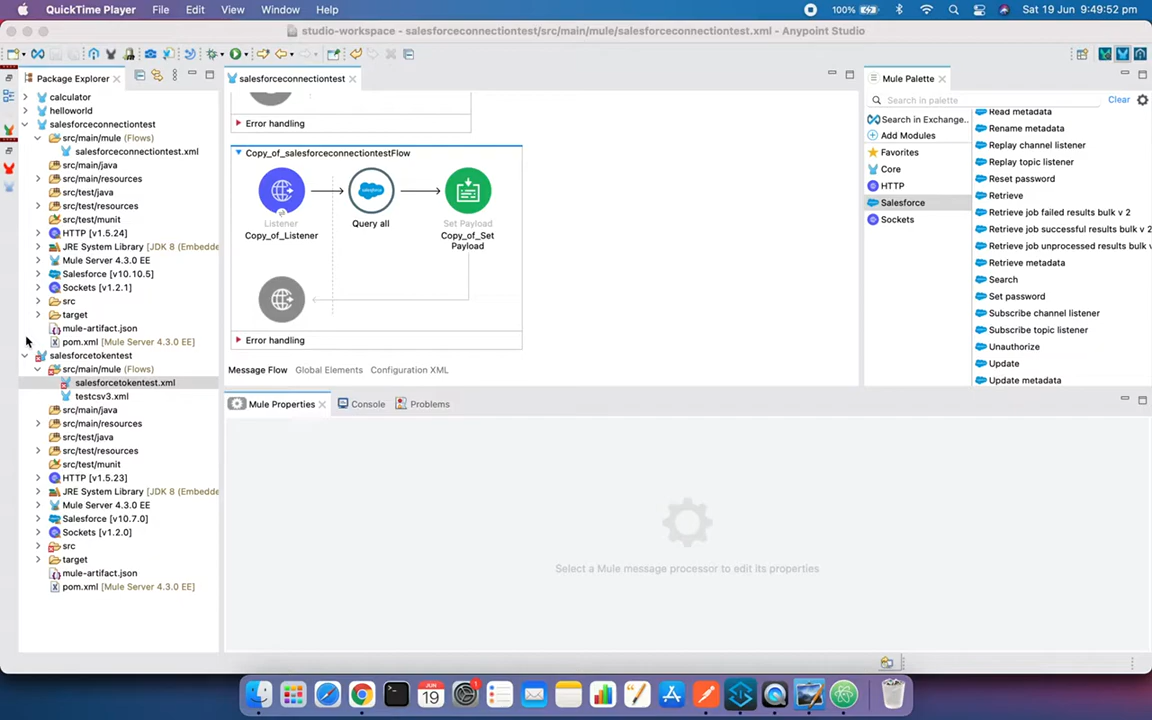 QuickTime Player File Edit View Window Help 100% Sat 19 Jun 9:49:52 pm
studio-workspace - salesforceconnectiontest/src/main/mule/salesforceconnectiontest.xml - Anypoint Studio
Package Explorer
calculator
helloworld
salesforceconnectiontest
src/main/mule (Flows)
salesforceconnectiontest.xml
src/main/java
src/main/resources
src/test/java
src/test/resources
src/test/munit
HTTP [v1.5.24]
JRE System Library [JDK 8 (Embedde
Mule Server 4.3.0 EE
Salesforce [v10.10.5]
Sockets [v1.2.1]
src
target
mule-artifact.json
pom.xml [Mule Server 4.3.0 EE]
salesforcetokentest
src/main/mule (Flows)
salesforcetokentest.xml
testcsv3.xml
src/main/java
src/main/resources
src/test/java
src/test/resources
src/test/munit
HTTP [v1.5.23]
JRE System Library [JDK 8 (Embedde
Mule Server 4.3.0 EE
Salesforce [v10.7.0]
Sockets [v1.2.0]
src
target
mule-artifact.json
pom.xml [Mule Server 4.3.0 EE]
salesforceconnectiontest
Error handling
Copy_of_salesforceconnectiontestFlow
Listener
Copy_of_Listener
Query all
Set Payload
Copy_of_Set
Payload
Error handling
Message Flow Global Elements Configuration XML
Mule Properties Console Problems
Select a Mule message processor to edit its properties
Mule Palette
Search in palette Clear
Search in Exchange..
Add Modules
Favorites
Core
HTTP
Salesforce
Sockets
Read metadata
Rename metadata
Replay channel listener
Replay topic listener
Reset password
Retrieve
Retrieve job failed results bulk v 2
Retrieve job successful results bulk v 2
Retrieve job unprocessed results bulk v
Retrieve metadata
Search
Set password
Subscribe channel listener
Subscribe topic listener
Unauthorize
Update
Update metadata
JUN
19
1